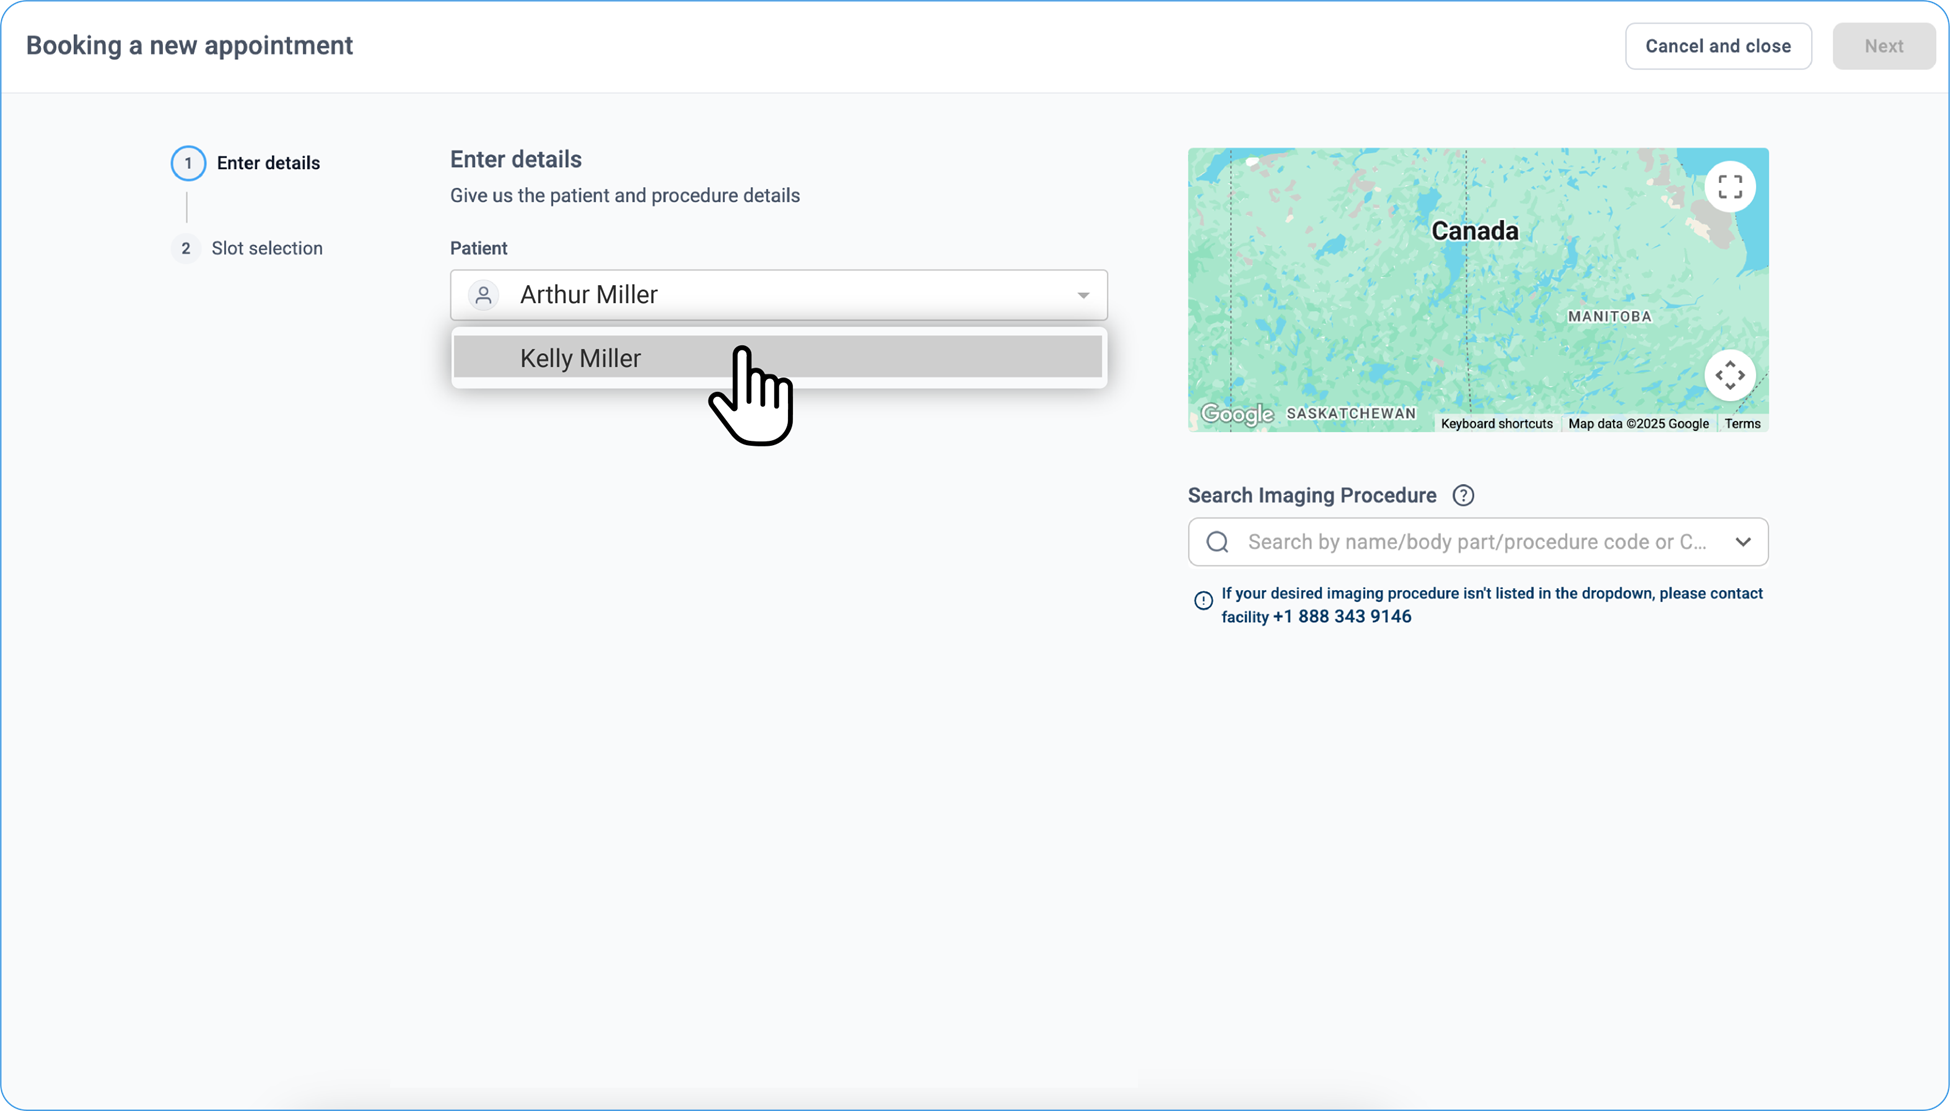 Booking a new appointment
Cancel and close
Next
1 Enter details
2 Slot selection
Enter details
Give us the patient and procedure details
Patient
Arthur Miller
Kelly Miller
Canada
MANITOBA
SASKATCHEWAN
Google
Keyboard shortcuts
Map data ©2025 Google
Terms
Search Imaging Procedure ?
Search by name/body part/procedure code or C...
If your desired imaging procedure isn't listed in the dropdown, please contact
facility +1 888 343 9146